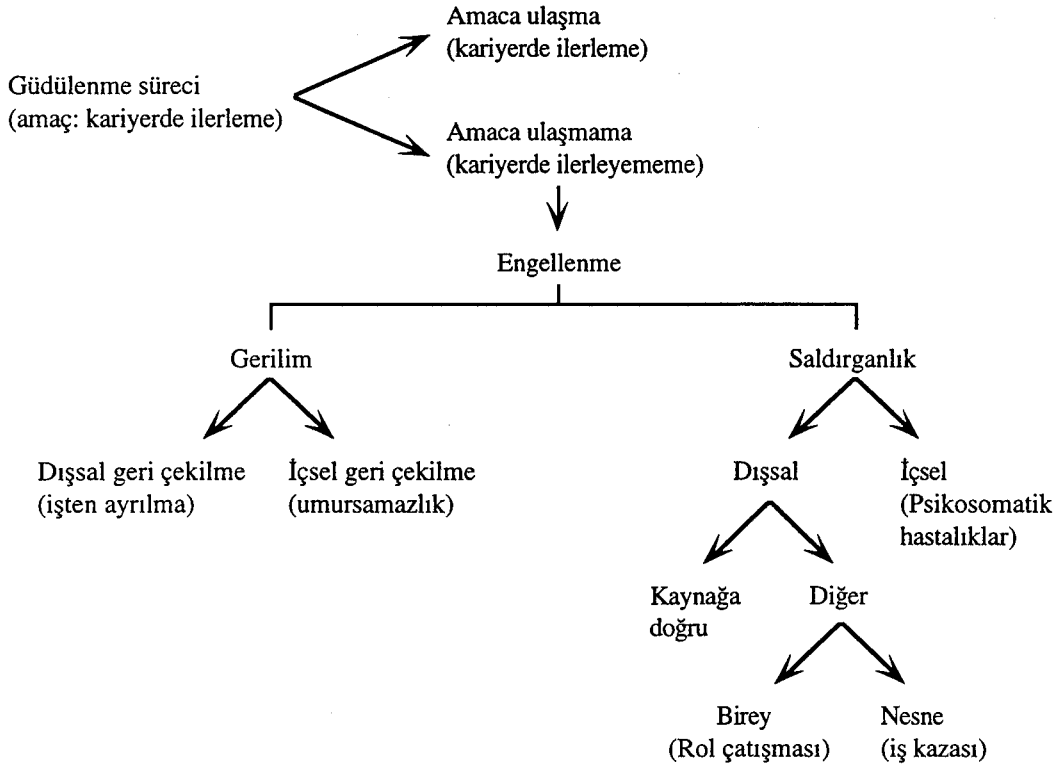 Amaca ulaşma
(kariyerde ilerleme)
Güdülenme süreci
(amaç: kariyerde ilerleme)
Amaca ulaşmama
(kariyerde ilerleyememe)
Engellenme
Gerilim
Saldırganlık
Dışsal geri çekilme
(işten ayrılma)
İçsel geri çekilme
(umursamazlık)
Dışsal
İçsel
(Psikosomatik
hastalıklar)
Kaynağa
doğru
Diğer
Birey
(Rol çatışması)
Nesne
(iş kazası)